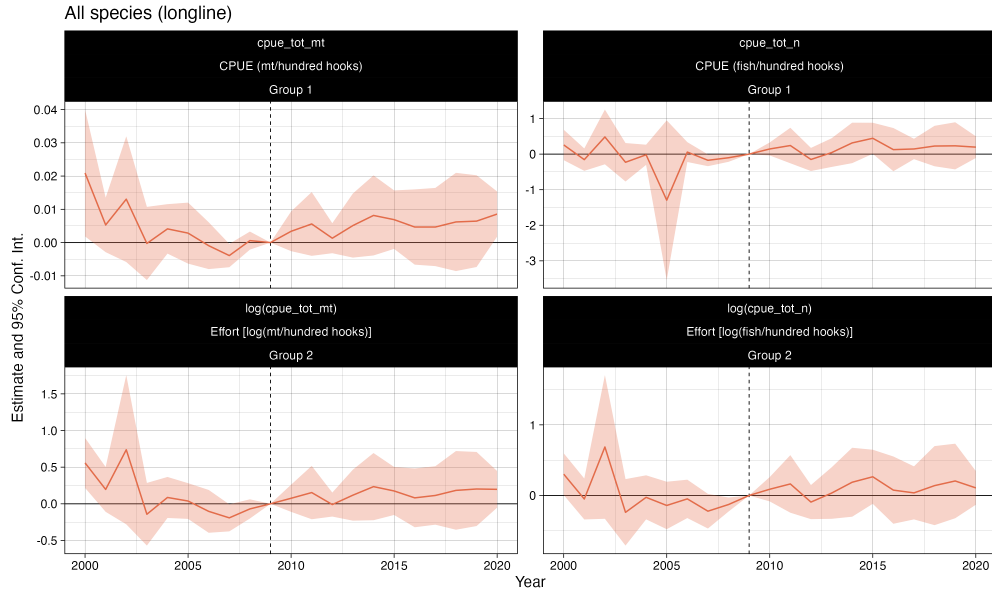 All species (longline)
cpue_tot_mt
CPUE (mt/hundred hooks)
Group 1
cpue_tot_n
CPUE (fish/hundred hooks)
Group 1
0.04
0.03
0.02
0.01
0.00
-0.01
1
0
-1
-2
-3
log(cpue_tot_mt)
Effort [log(mt/hundred hooks)]
Group 2
log(cpue_tot_n)
Effort [log(fish/hundred hooks)]
Group 2
1.5
1.0
0.5
0.0
-0.5
1
0
2000 2005 2010 2015 2020
2000 2005 2010 2015 2020
Year
Estimate and 95% Conf. Int.